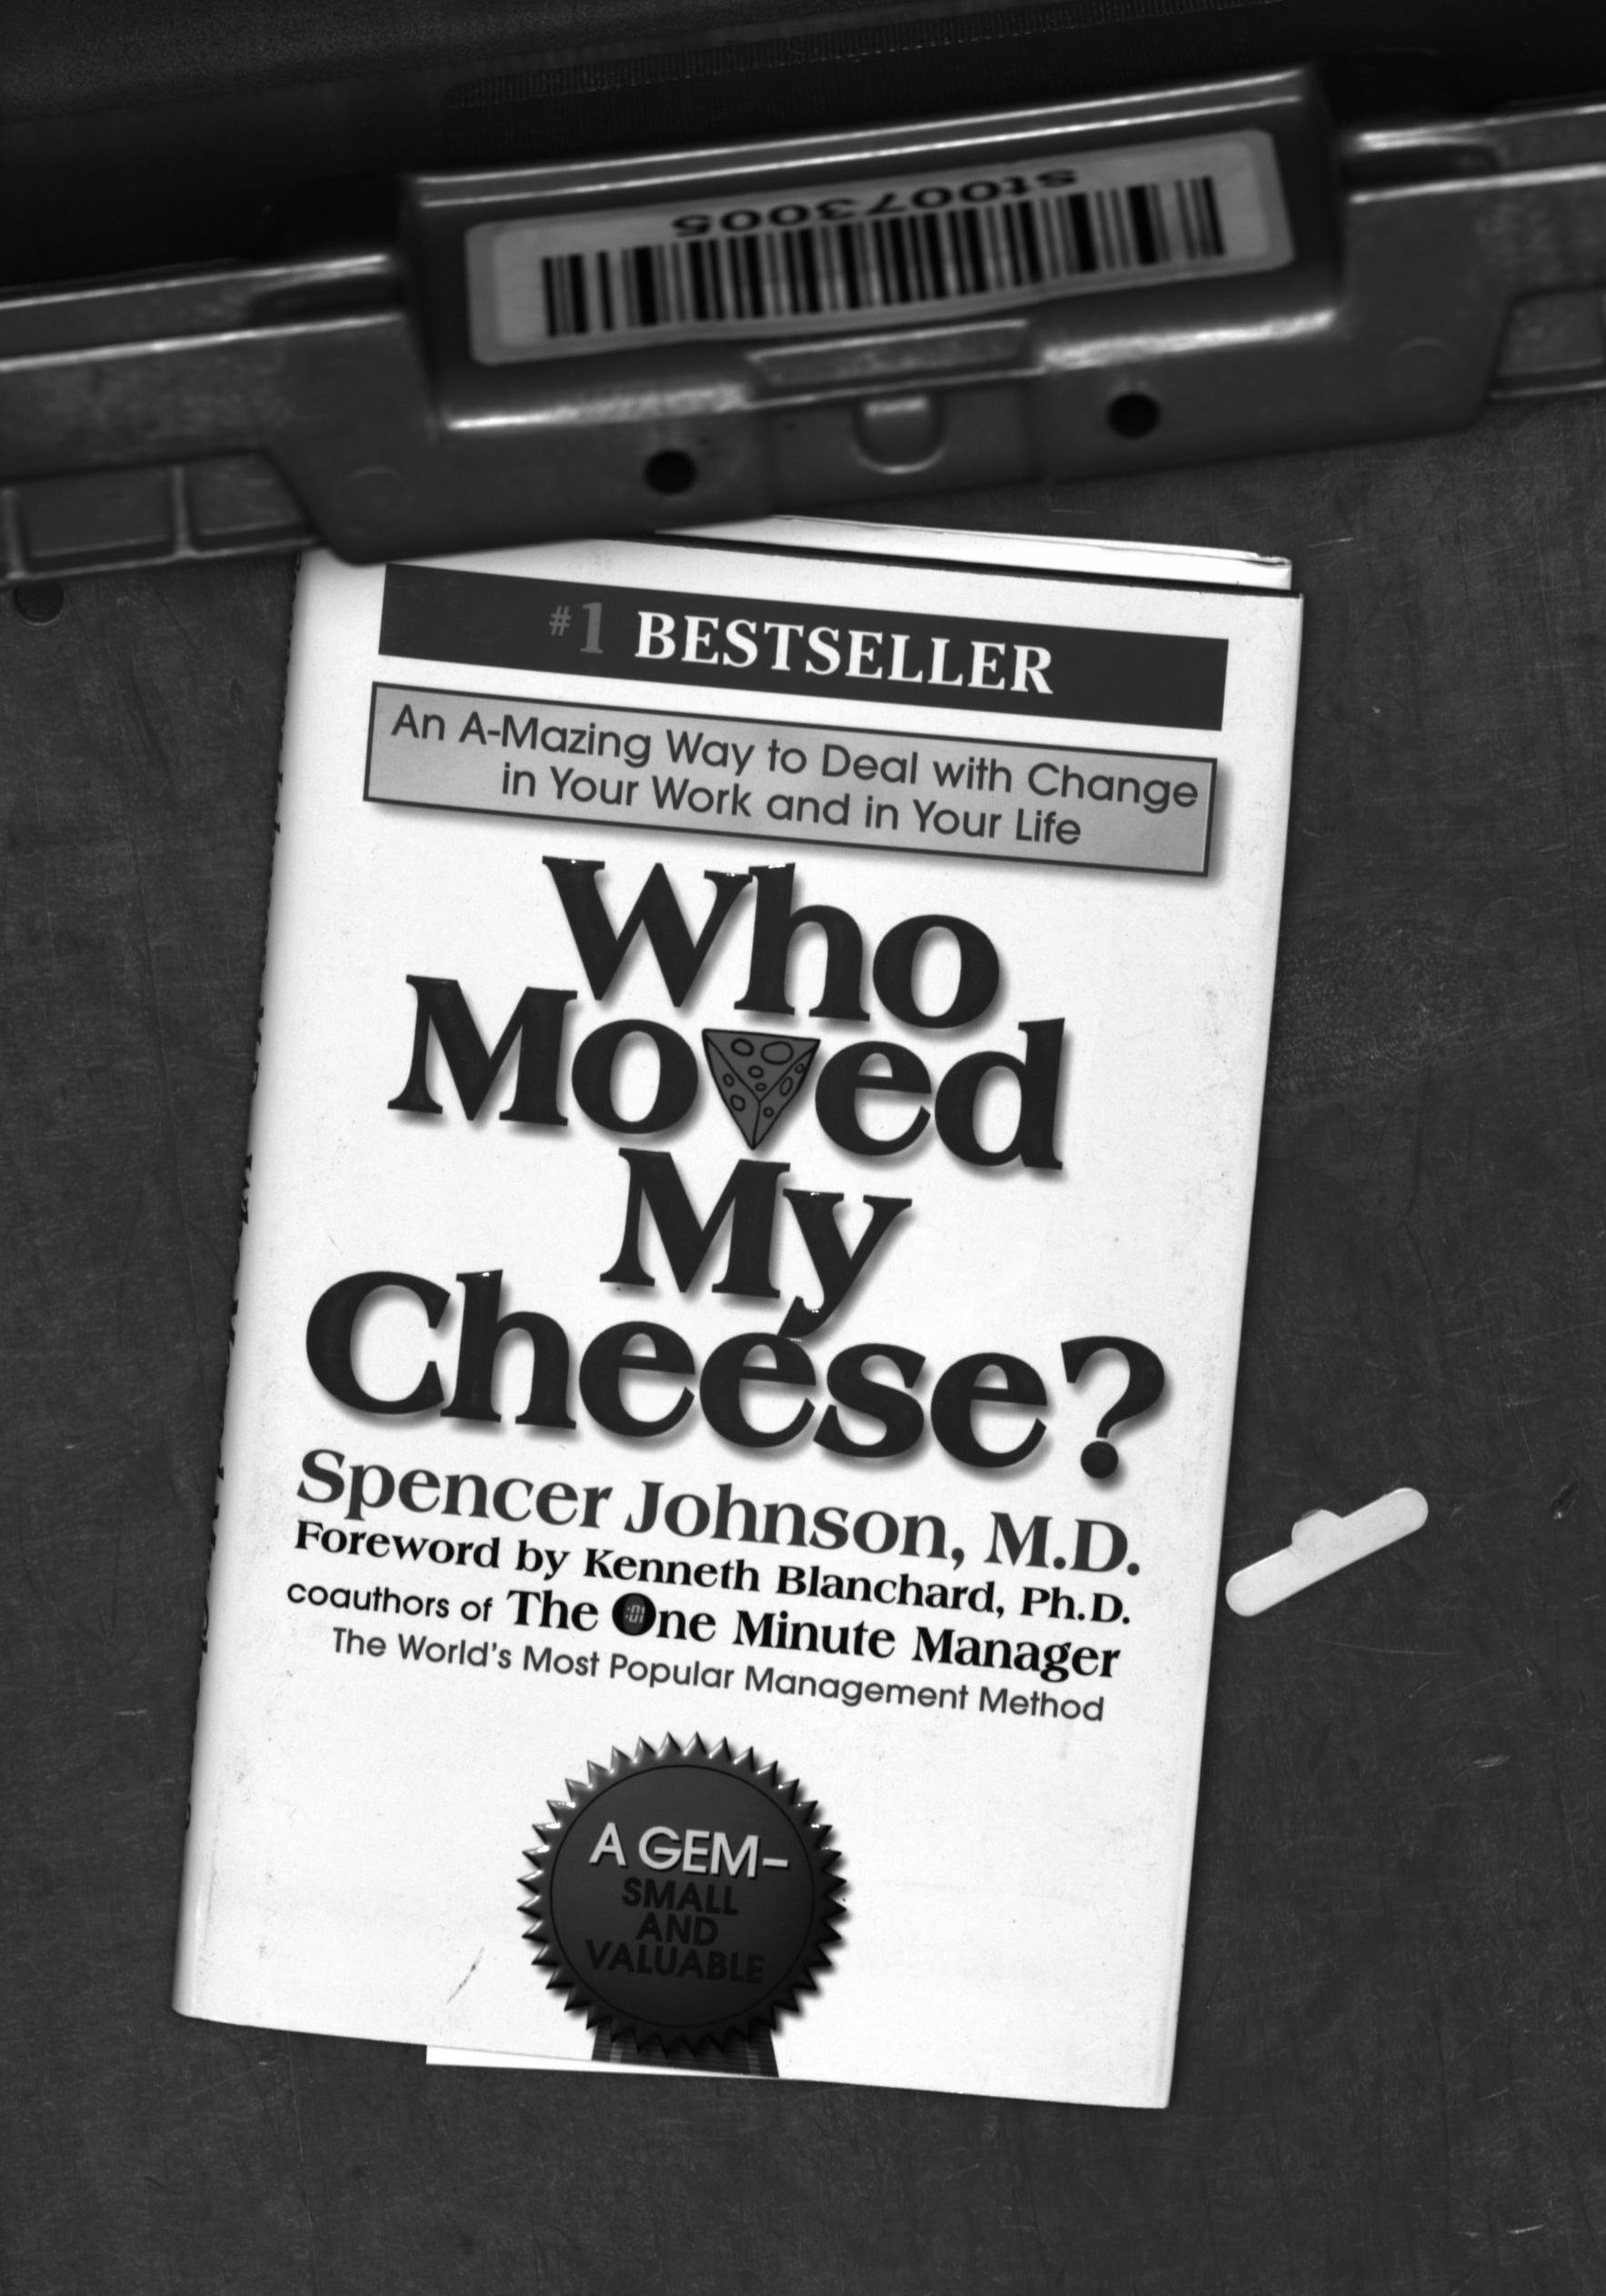 st0073005
#1 BESTSELLER
An A-Mazing Way to Deal with Change
in Your Work and in Your Life
Who
Moved
My
Cheese?
Spencer Johnson, M.D.
Foreword by Kenneth Blanchard, Ph.D.
coauthors of The One Minute Manager
The World's Most Popular Management Method
A GEM–
SMALL
AND
VALUABLE